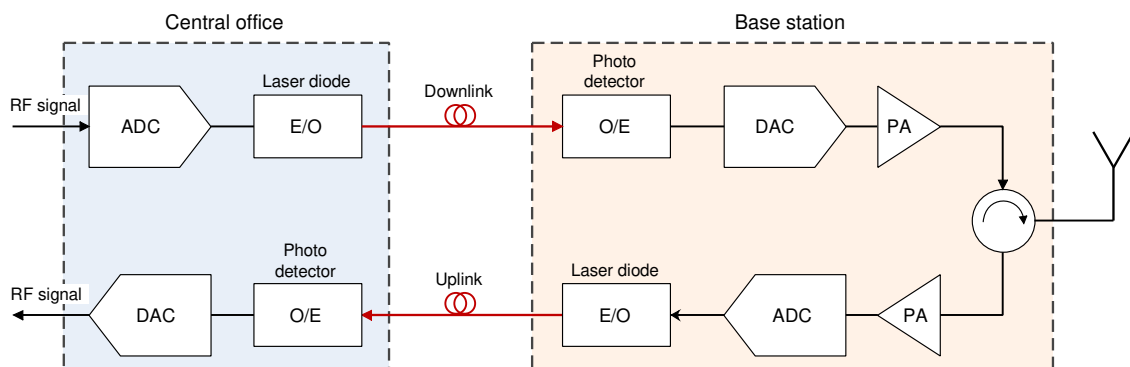 Central office
Base station
Laser diode
Photo
detector
RF signal
ADC
E/O
Downlink
O/E
DAC
PA
Photo
detector
Uplink
Laser diode
RF signal
DAC
O/E
E/O
ADC
PA